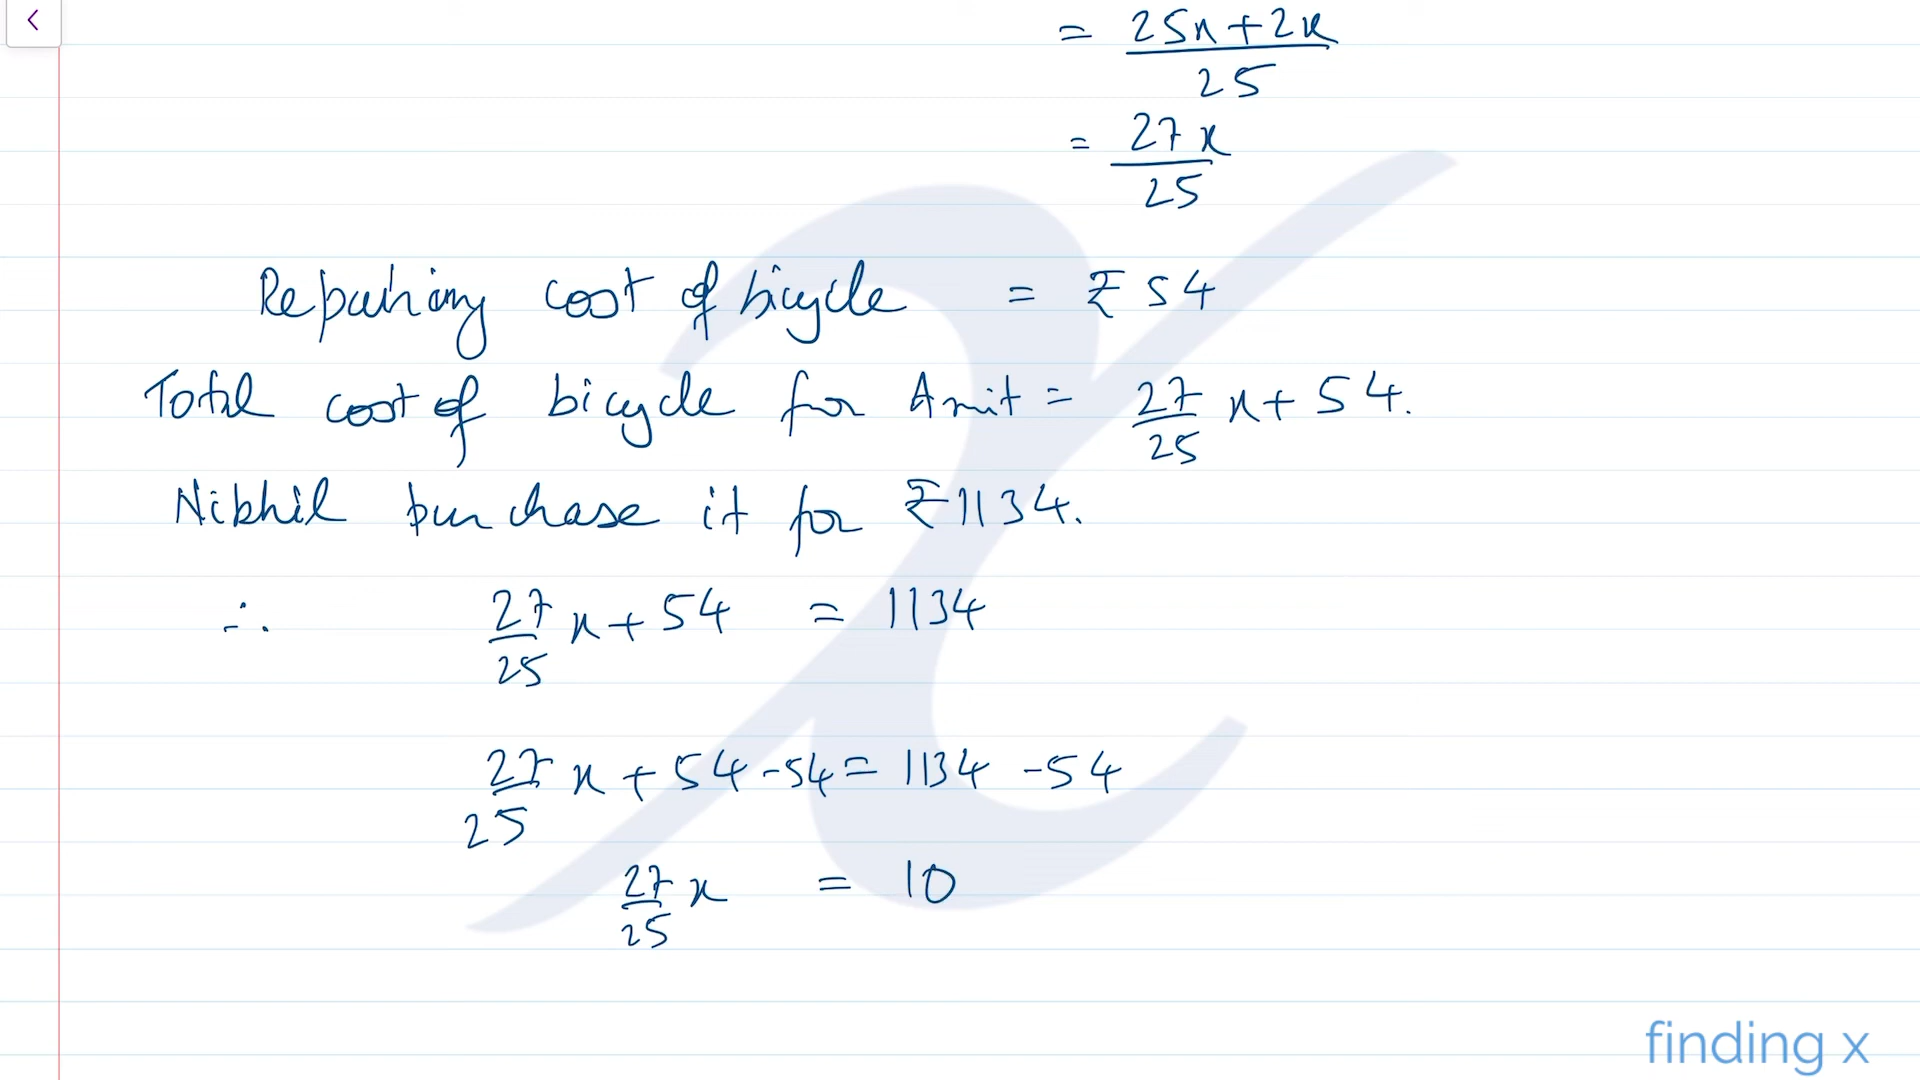 = 25x+2x
25
= 27x
25
Repairing cost of bicycle = ₹54
Total cost of bicycle for Amit = 27/25 x + 54.
Nikhil purchase it for ₹1134.
∴ 27/25 x + 54 = 1134
27/25 x + 54 - 54 = 1134 - 54
27/25 x = 10
finding x